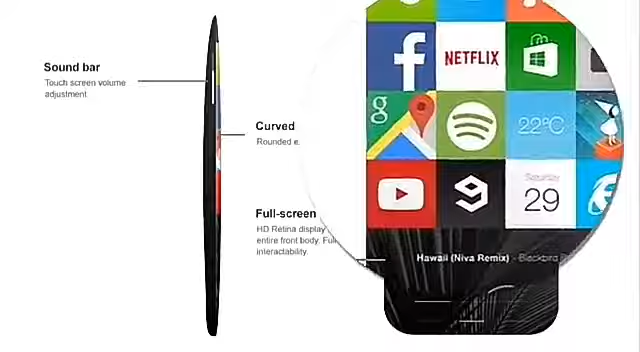 Sound bar
Touch screen volume
adjustment
Curved
Rounded e
Full-screen
HD Retina display
entire front body. Full
interactability.
NETFLIX
22°C
Saturday
29
Hawaii (Niva Remix) - Blackbird